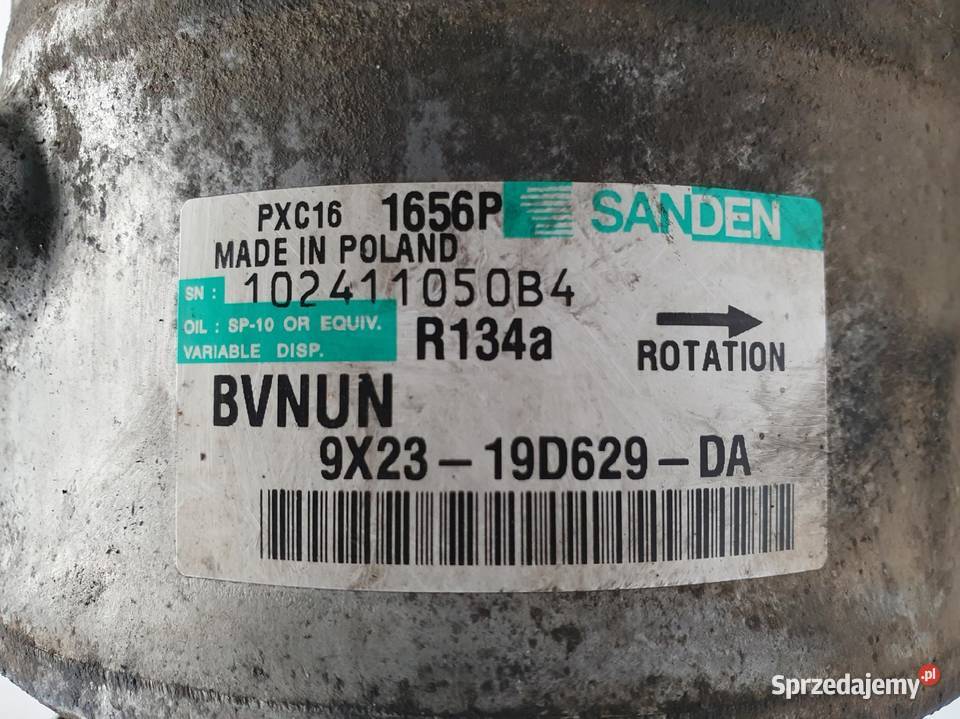 PXC16 1656P SANDEN
MADE IN POLAND
SN : 102411050B4
OIL : SP-10 OR EQUIV.
VARIABLE DISP.
R134a
ROTATION
BVNUN
9X23-19D629-DA
Sprzedajemy.pl